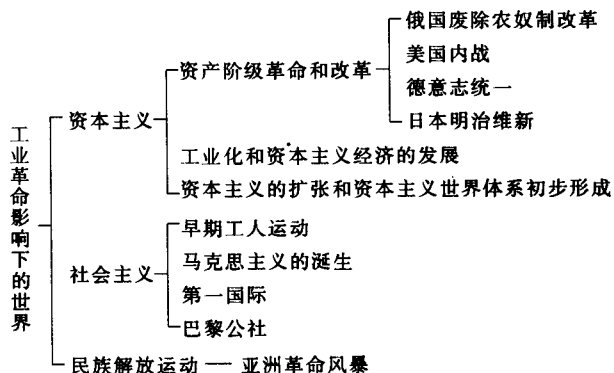 工业革命影响下的世界
资本主义
资产阶级革命和改革
俄国废除农奴制改革
美国内战
德意志统一
日本明治维新
工业化和资本主义经济的发展
资本主义的扩张和资本主义世界体系初步形成
社会主义
早期工人运动
马克思主义的诞生
第一国际
巴黎公社
民族解放运动 — 亚洲革命风暴